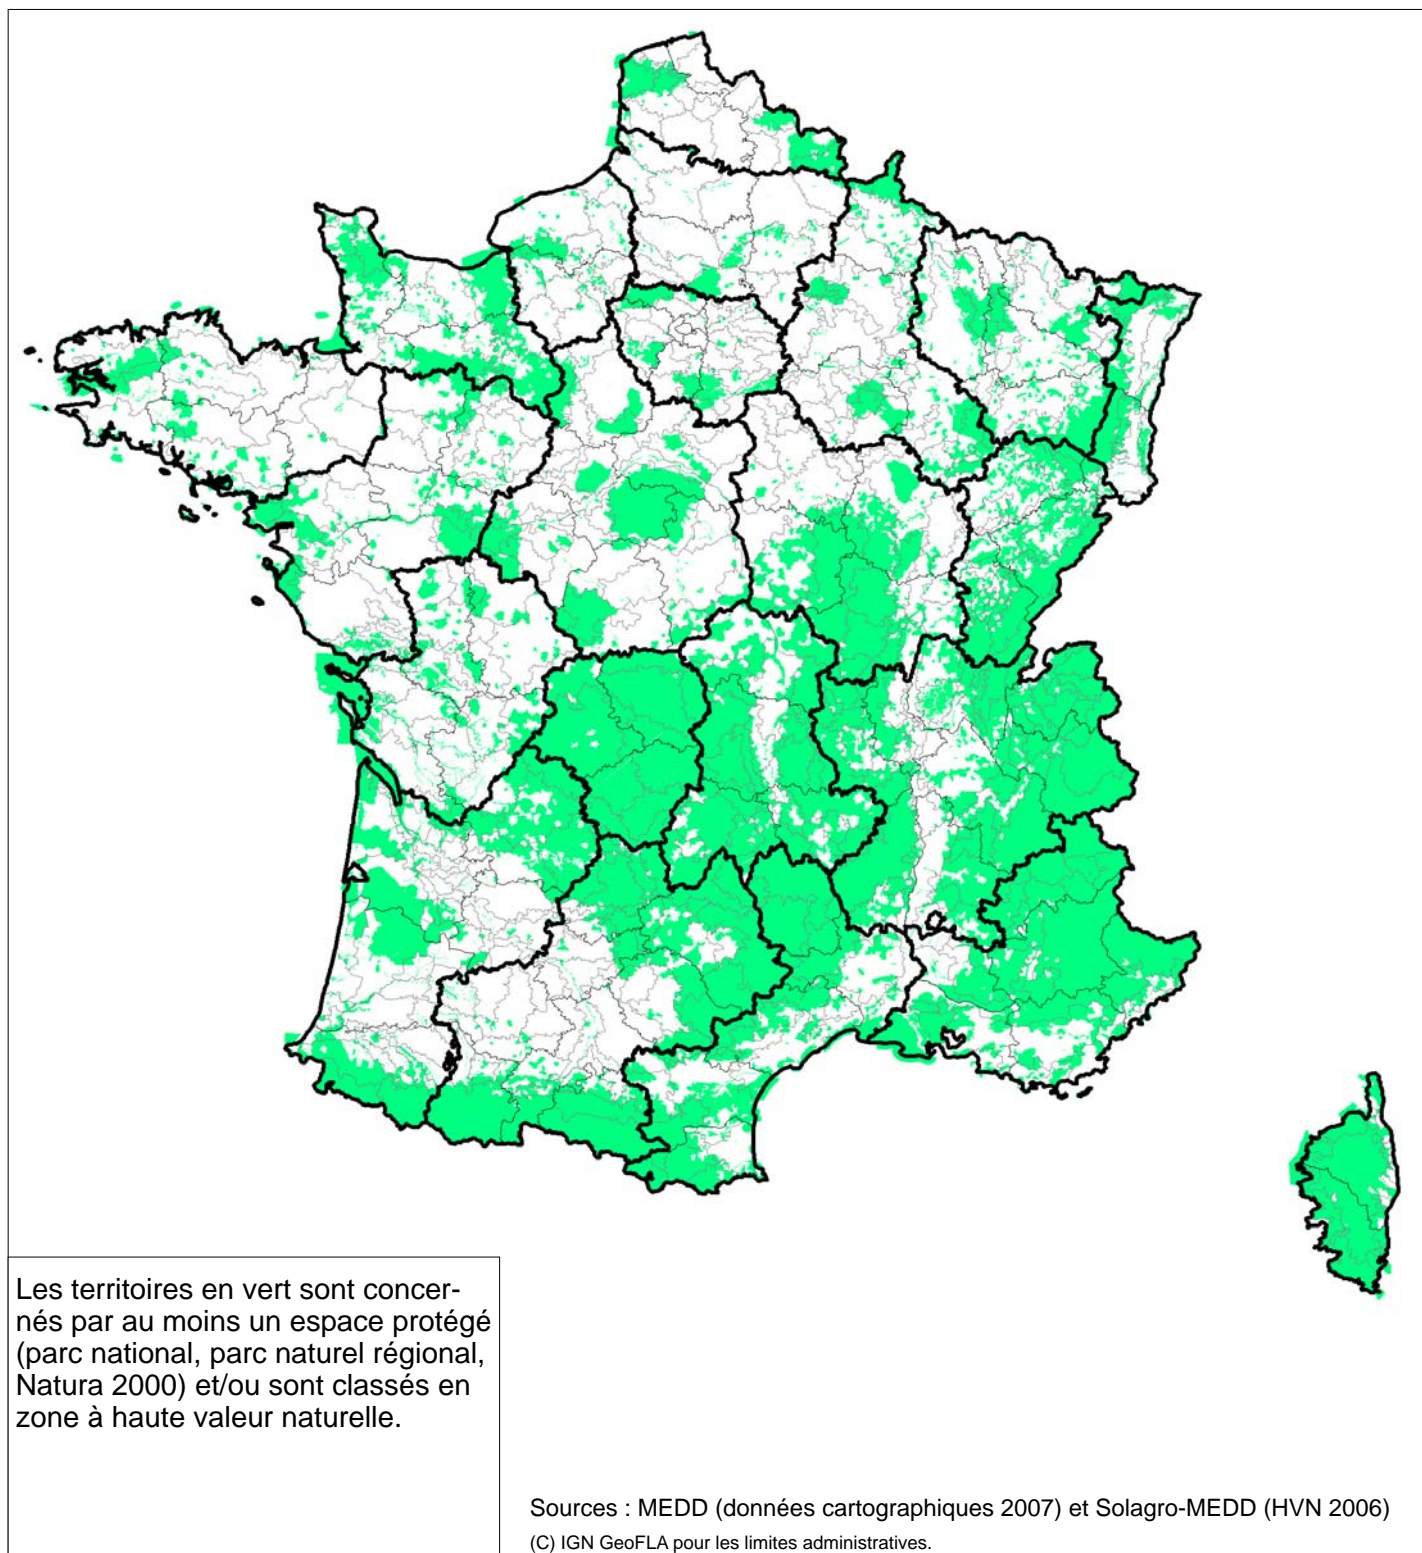 Les territoires en vert sont concer-
nés par au moins un espace protégé
(parc national, parc naturel régional,
Natura 2000) et/ou sont classés en
zone à haute valeur naturelle.
Sources : MEDD (données cartographiques 2007) et Solagro-MEDD (HVN 2006)
(C) IGN GeoFLA pour les limites administratives.